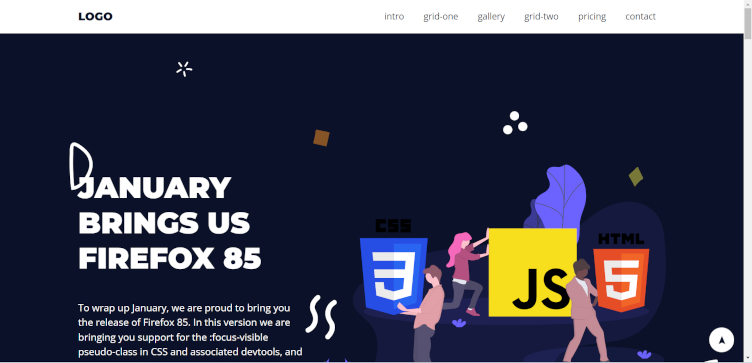 LOGO
intro grid-one gallery grid-two pricing contact
JANUARY
BRINGS US
FIREFOX 85
To wrap up January, we are proud to bring you
the release of Firefox 85. In this version we are
bringing you support for the :focus-visible
pseudo-class in CSS and associated devtools, and
CSS
3
JS
HTML
5